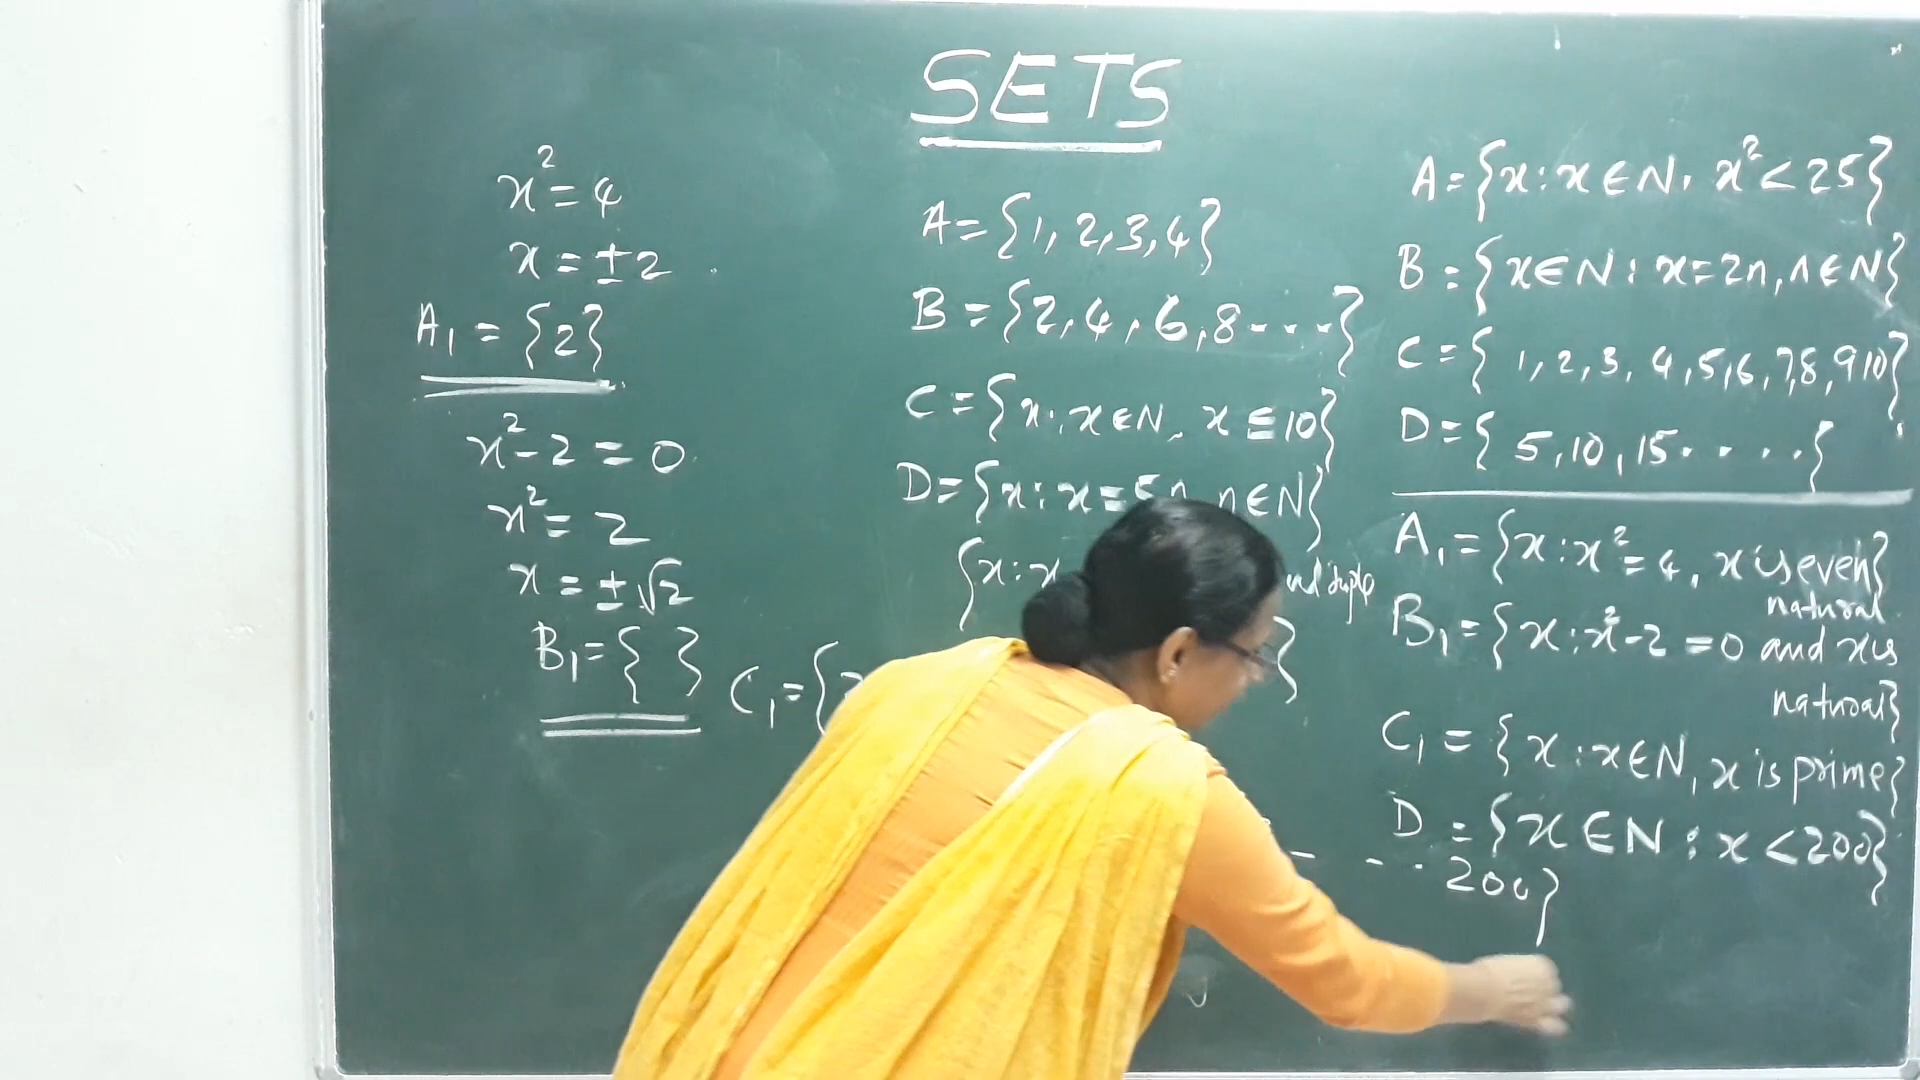 SETS
x² = 4
x = ±2
A₁ = {2}
x² - 2 = 0
x² = 2
x = ±√2
B₁ = { }
C₁ = {
A = {1, 2, 3, 4}
B = {2, 4, 6, 8 ....}
C = {x : x ∈ N, x ≤ 10}
D = {x : x = 5n, n ∈ N}
{x : x
}
A = {x : x ∈ N, x² < 25}
B = {x ∈ N : x = 2n, n ∈ N}
C = { 1, 2, 3, 4, 5, 6, 7, 8, 9 10}
D = { 5, 10, 15 . . . . . }
A₁ = {x : x² = 4, x is even
natural
}
B₁ = {x : x² - 2 = 0 and x is
natural}
C₁ = {x : x ∈ N, x is prime}
D = {x ∈ N : x < 200}
- - . . 200}